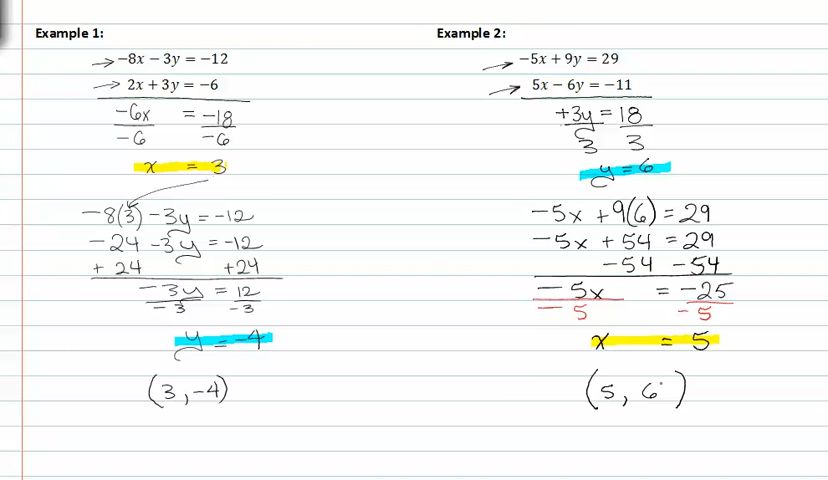 Example 1:
−8x − 3y = −12
2x + 3y = −6
−6x = −18
−6 −6
x = 3
−8(3) − 3y = −12
−24 − 3y = −12
+ 24 +24
− 3y = 12
− 3 −3
y = −4
(3, −4)
Example 2:
−5x + 9y = 29
5x − 6y = −11
+3y = 18
3 3
y = 6
−5x + 9(6) = 29
−5x + 54 = 29
− 54 − 54
− 5x = −25
− 5 − 5
x = 5
(5, 6)